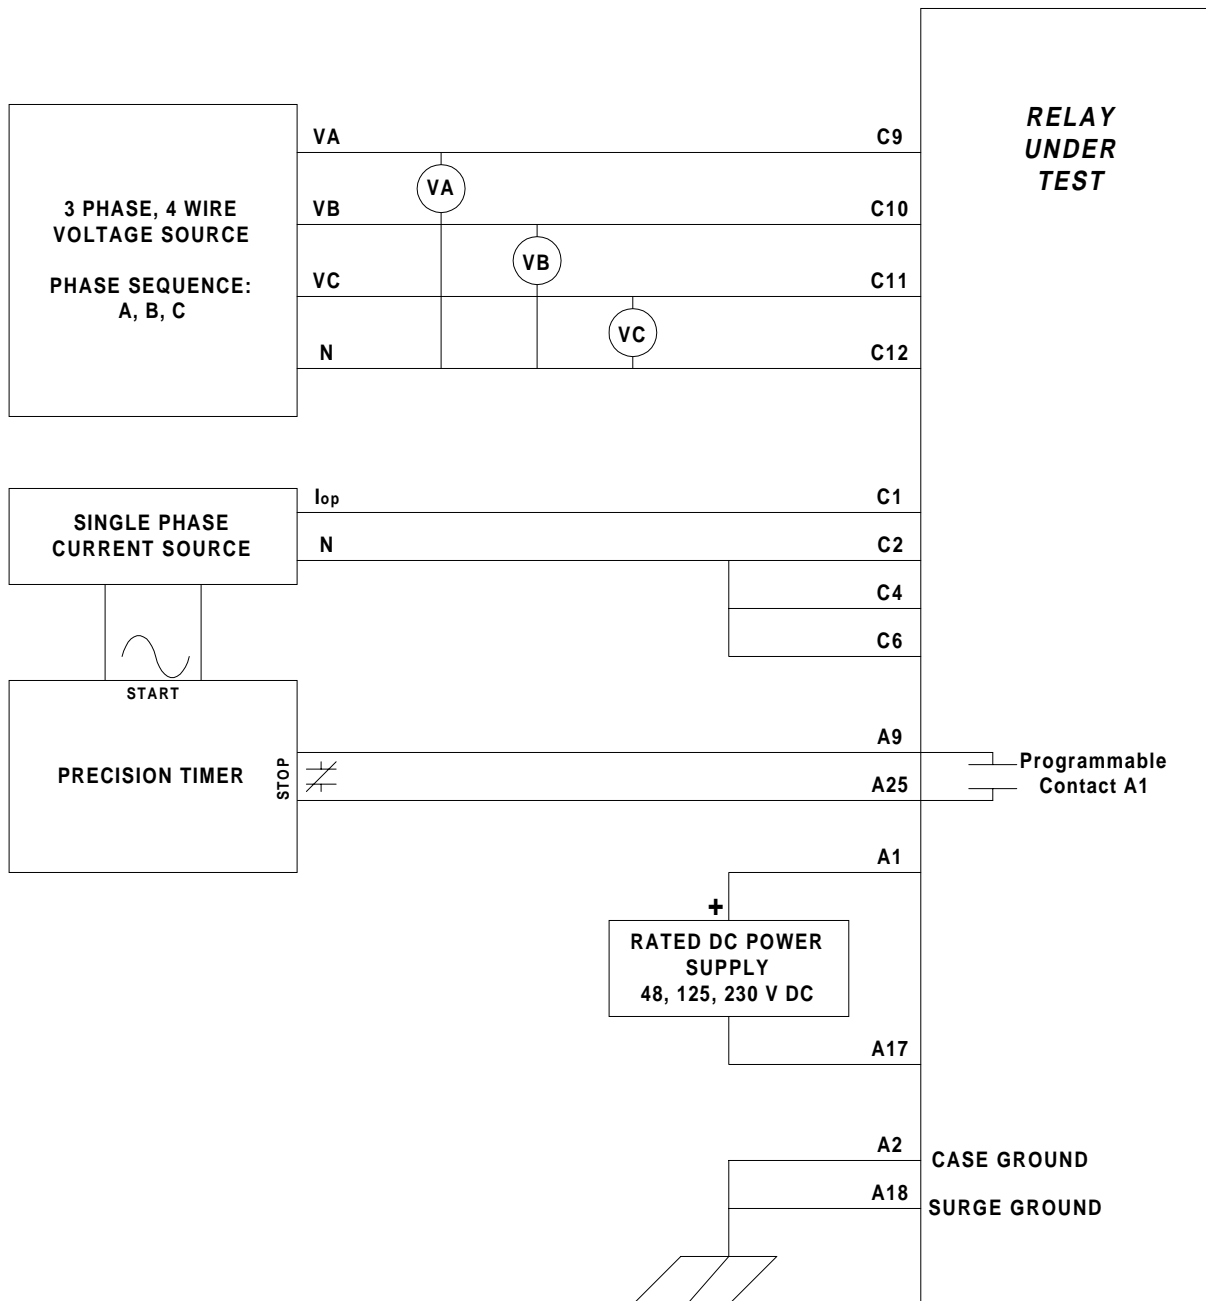 RELAY
UNDER
TEST
VA
C9
VA
3 PHASE, 4 WIRE
VOLTAGE SOURCE
PHASE SEQUENCE:
A, B, C
VB
C10
VB
VC
C11
VC
N
C12
SINGLE PHASE
CURRENT SOURCE
Iop
C1
N
C2
C4
C6
START
PRECISION TIMER
STOP
A9
A25
Programmable
Contact A1
A1
+
RATED DC POWER
SUPPLY
48, 125, 230 V DC
A17
A2
CASE GROUND
A18
SURGE GROUND